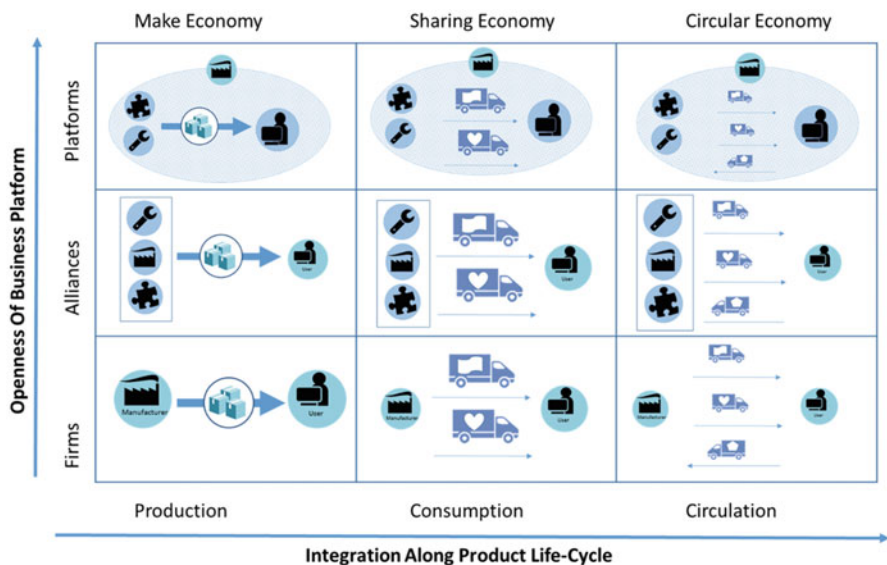 Make Economy
Sharing Economy
Circular Economy
Openness Of Business Platform
Platforms
Alliances
User
User
User
Firms
Manufacturer
User
Manufacturer
User
Manufacturer
User
Production
Consumption
Circulation
Integration Along Product Life-Cycle